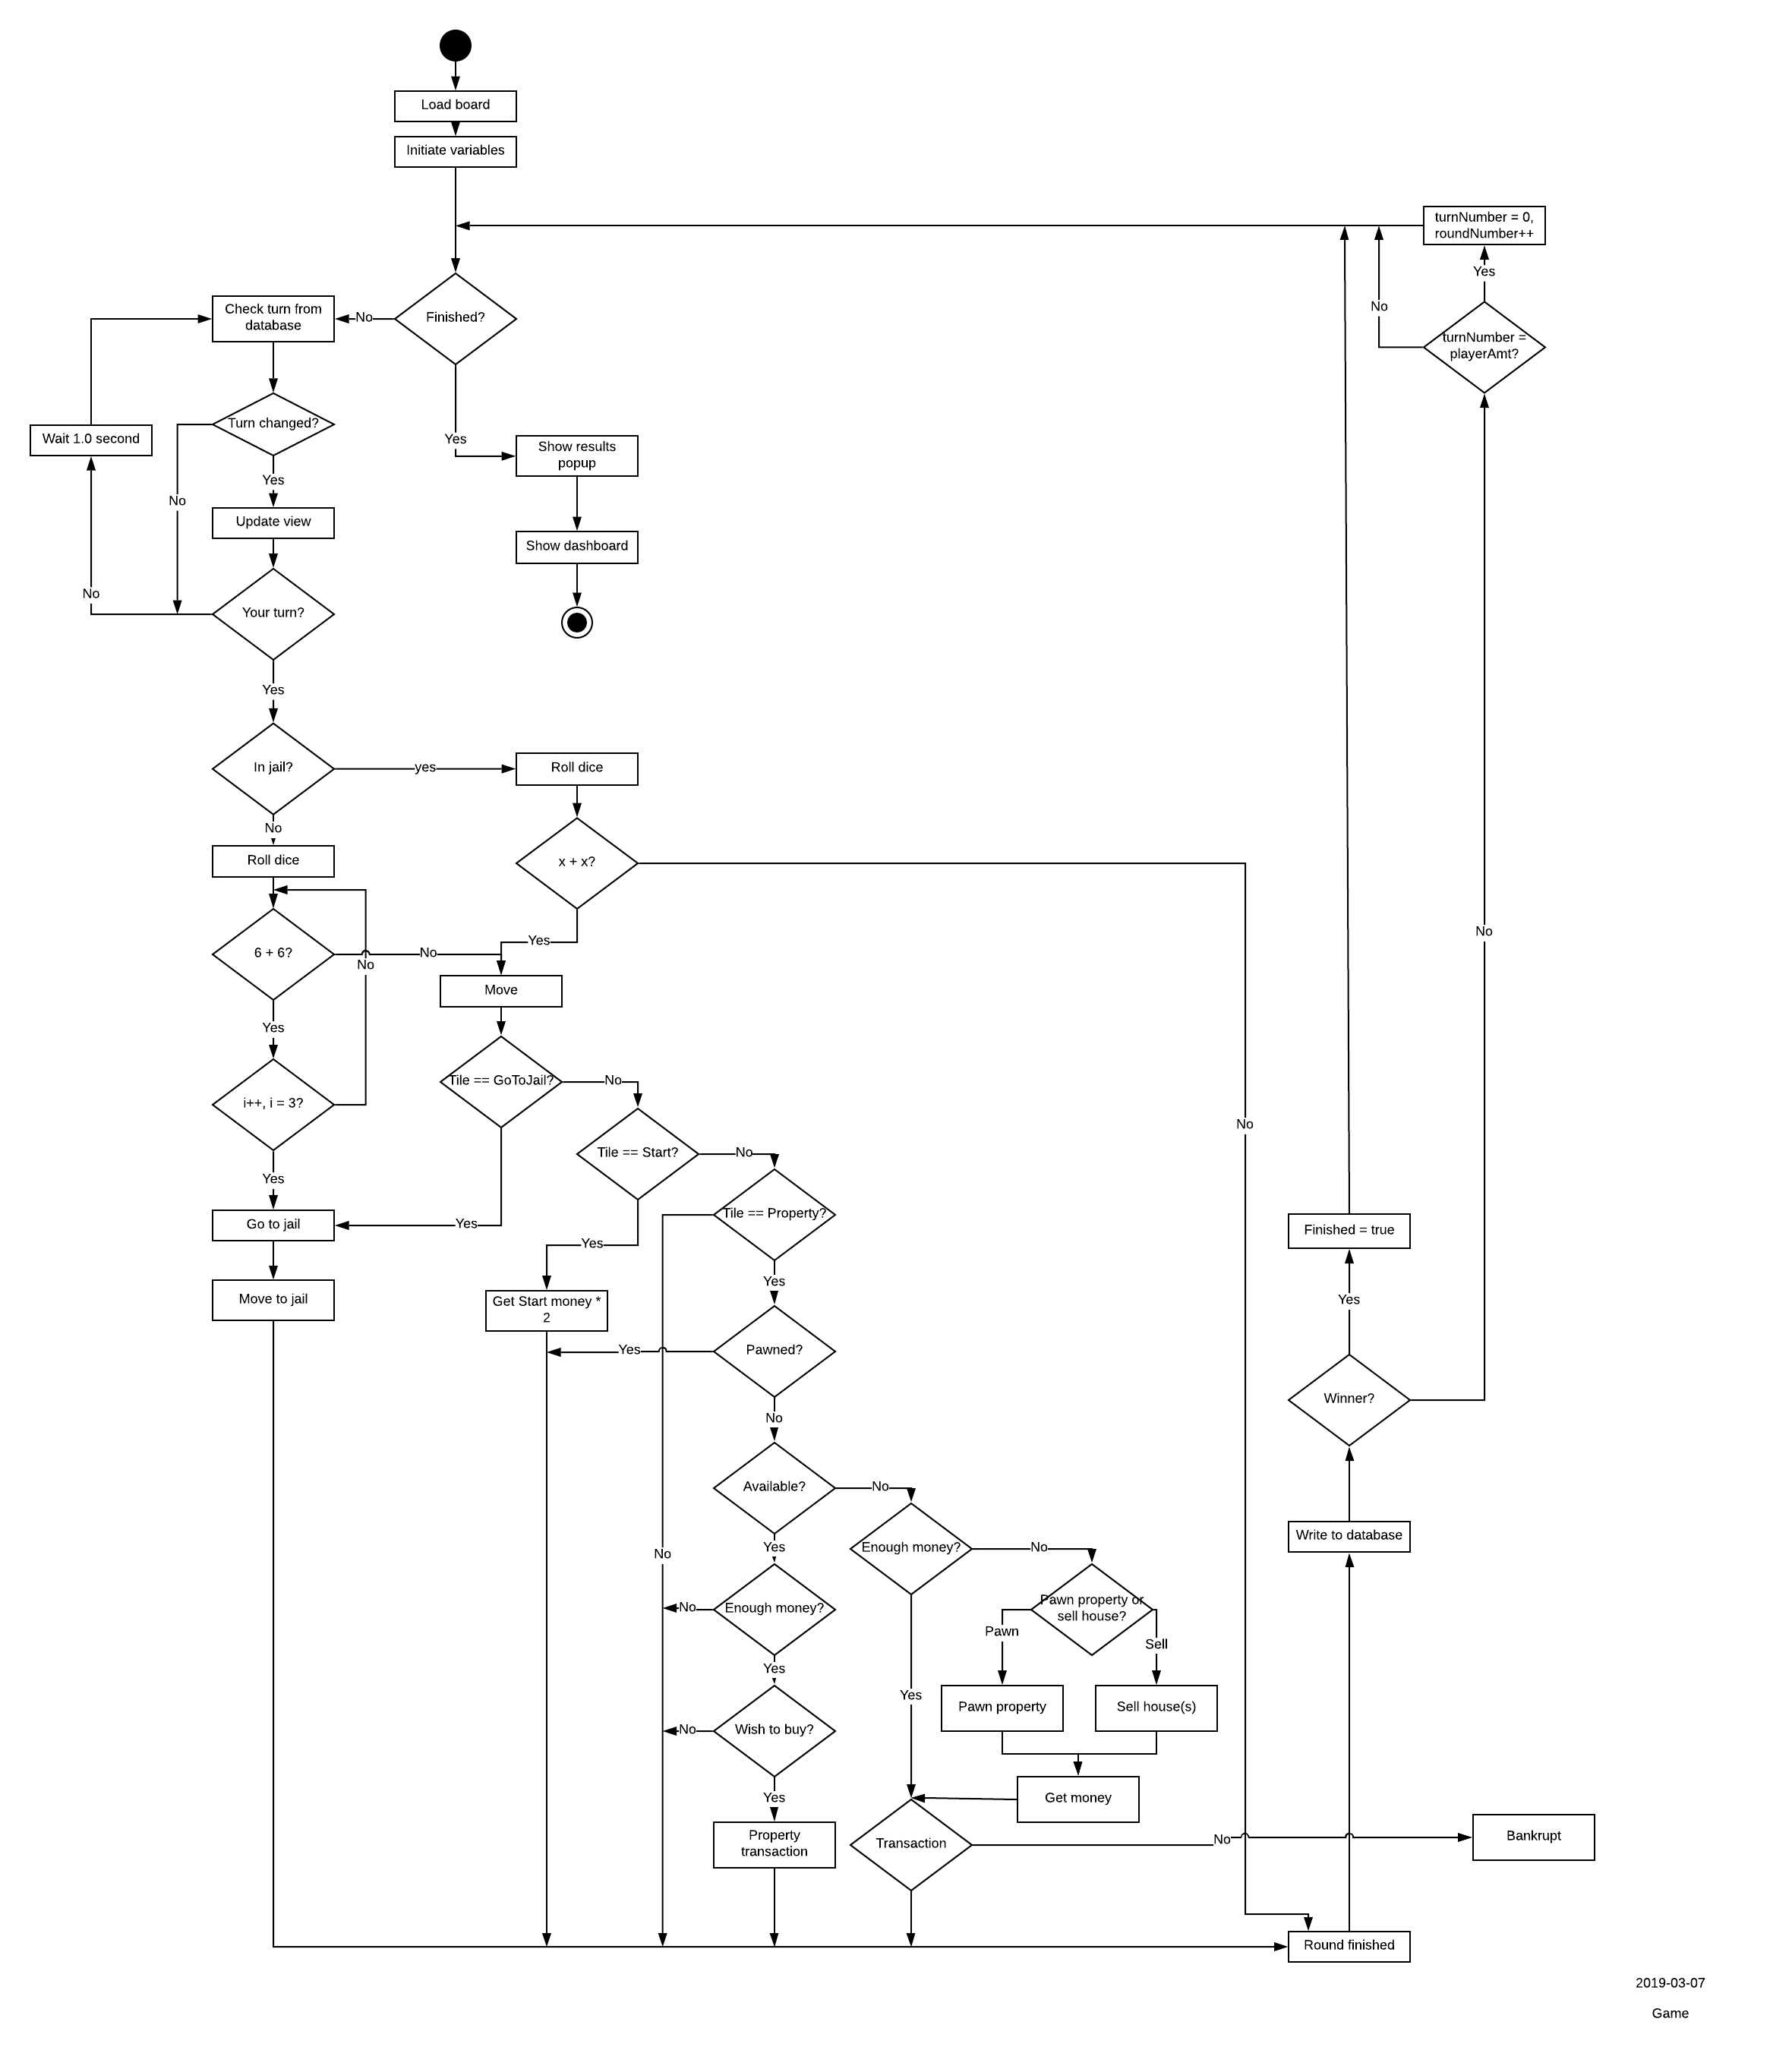 Load board
Initiate variables
turnNumber = 0,
roundNumber++
Yes
No
turnNumber =
playerAmt?
Finished?
No
Check turn from
database
Turn changed?
Wait 1.0 second
Yes
Show results
popup
Yes
No
Update view
Show dashboard
No
Your turn?
Yes
In jail?
yes
Roll dice
No
Roll dice
x + x?
No
6 + 6?
No
No
Yes
Move
Yes
Tile == GoToJail?
No
i++, i = 3?
No
Tile == Start?
No
Yes
Tile == Property?
Go to jail
Yes
Yes
Finished = true
Yes
Move to jail
Get Start money *
2
Yes
Yes
Pawned?
Winner?
No
Available?
No
Write to database
Yes
Enough money?
No
No
Enough money?
No
Pawn property or
sell house?
Pawn
Sell
Yes
Yes
Pawn property
Sell house(s)
Wish to buy?
No
Yes
Get money
Property
transaction
Transaction
No
Bankrupt
Round finished
2019-03-07
Game